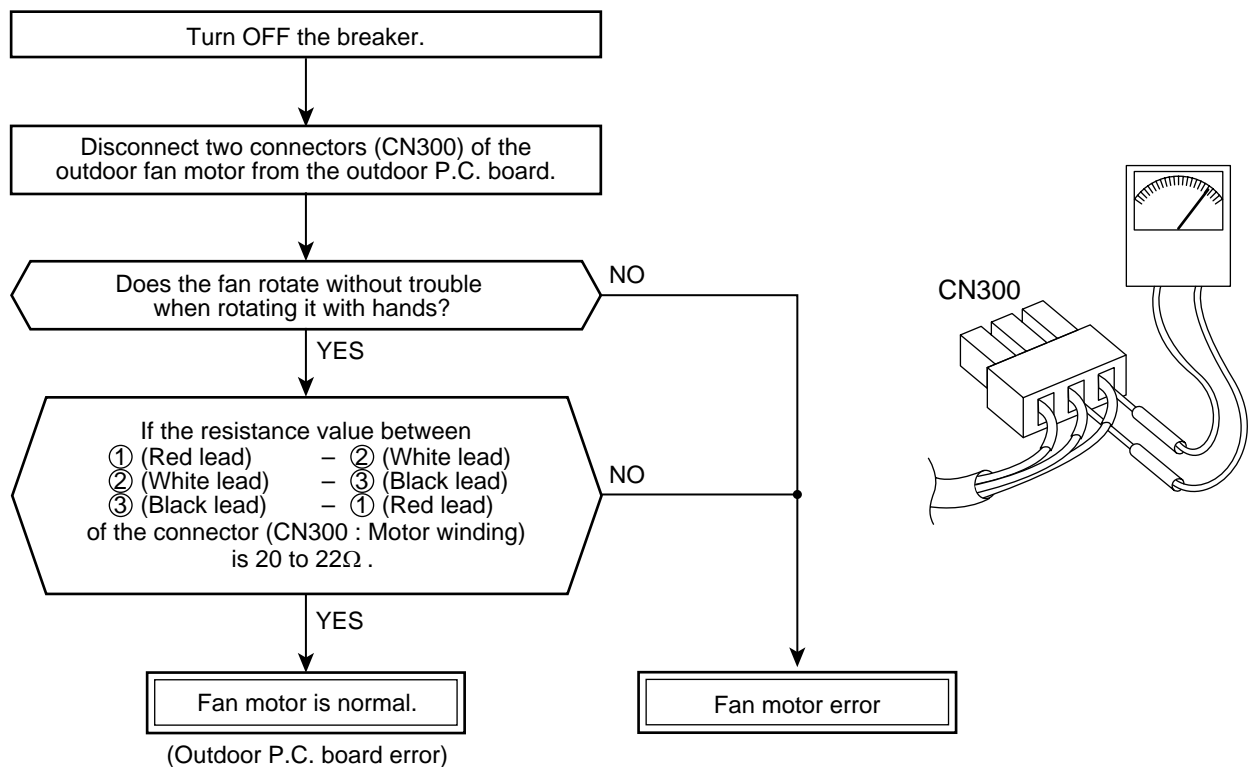 Turn OFF the breaker.
Disconnect two connectors (CN300) of the
outdoor fan motor from the outdoor P.C. board.
Does the fan rotate without trouble
when rotating it with hands?
NO
YES
If the resistance value between
① (Red lead) – ② (White lead)
② (White lead) – ③ (Black lead)
③ (Black lead) – ① (Red lead)
of the connector (CN300 : Motor winding)
is 20 to 22Ω .
NO
YES
Fan motor is normal.
(Outdoor P.C. board error)
Fan motor error
CN300